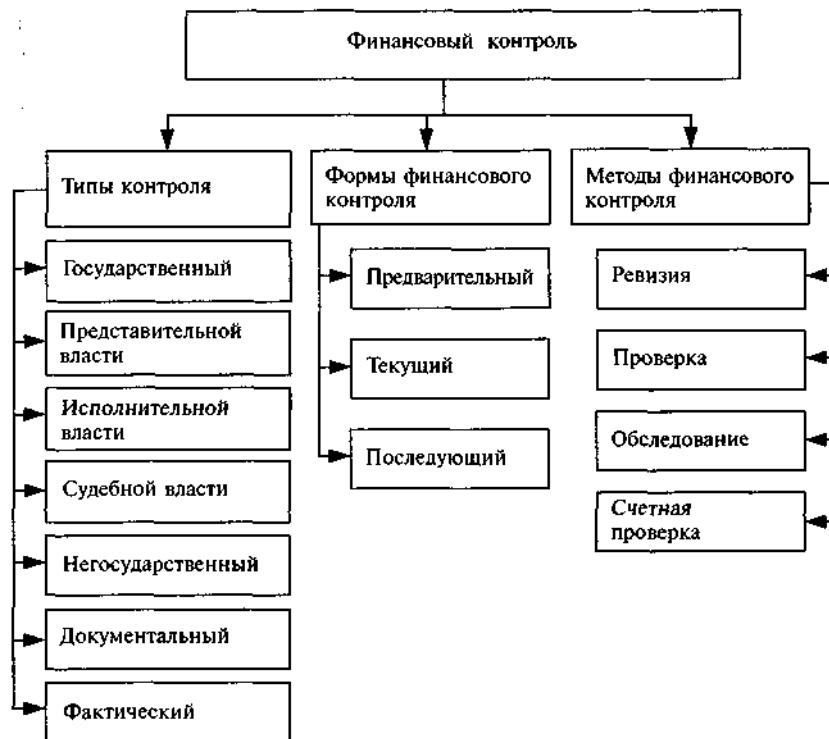 Финансовый контроль
Типы контроля
Государственный
Представительной
власти
Исполнительной
власти
Судебной власти
Негосударственный
Документальный
Фактический
Формы финансового
контроля
Предварительный
Текущий
Последующий
Методы финансового
контроля
Ревизия
Проверка
Обследование
Счетная
проверка